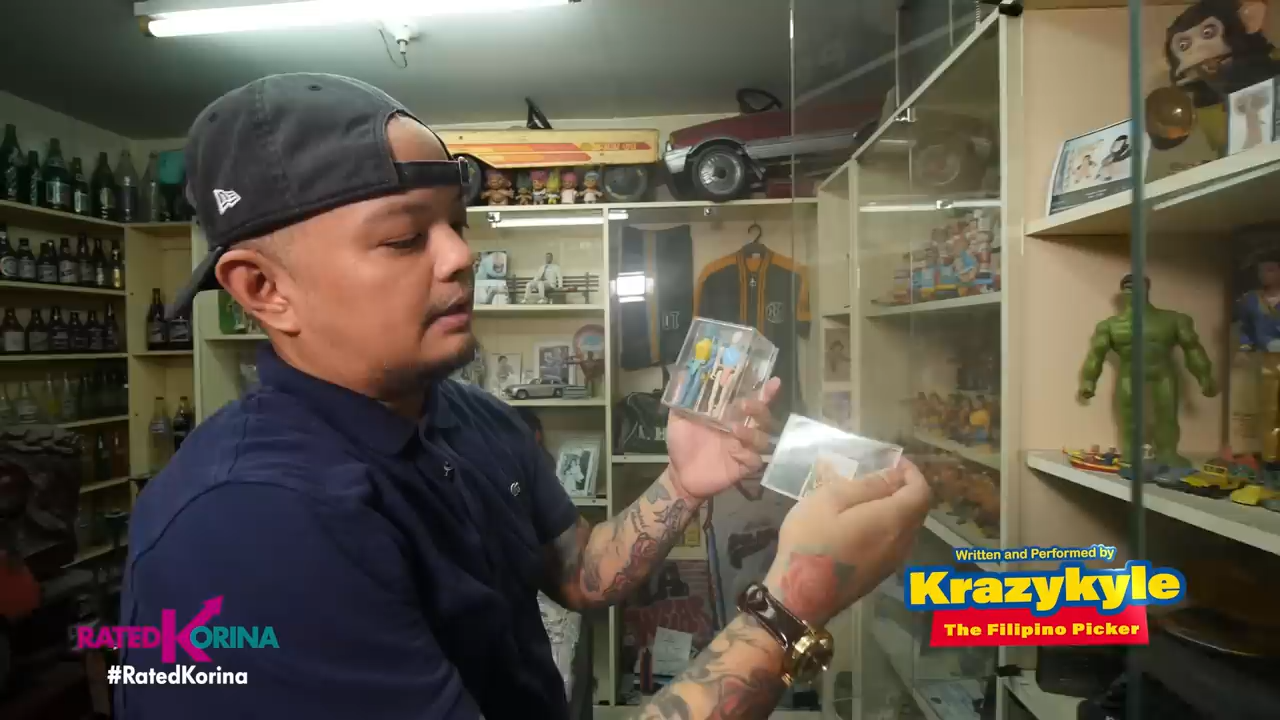 Written and Performed by
Krazykyle
The Filipino Picker
RATEDKORINA
#RatedKorina